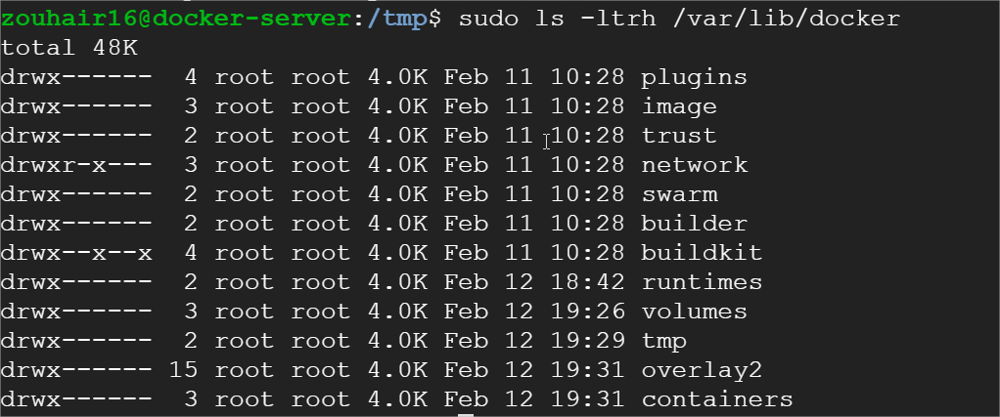 zouhair16@docker-server:/tmp$ sudo ls -ltrh /var/lib/docker
total 48K
drwx------  4 root root 4.0K Feb 11 10:28 plugins
drwx------  3 root root 4.0K Feb 11 10:28 image
drwx------  2 root root 4.0K Feb 11 10:28 trust
drwxr-x---  3 root root 4.0K Feb 11 10:28 network
drwx------  2 root root 4.0K Feb 11 10:28 swarm
drwx------  2 root root 4.0K Feb 11 10:28 builder
drwx--x--x  4 root root 4.0K Feb 11 10:28 buildkit
drwx------  2 root root 4.0K Feb 12 18:42 runtimes
drwx------  3 root root 4.0K Feb 12 19:26 volumes
drwx------  2 root root 4.0K Feb 12 19:29 tmp
drwx------ 15 root root 4.0K Feb 12 19:31 overlay2
drwx------  3 root root 4.0K Feb 12 19:31 containers